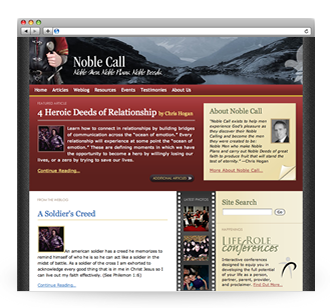 Noble Call
Noble Men. Noble Plans. Noble Deeds.
Home Articles Weblog Resources Events Testimonies About Us
FEATURED ARTICLE
4 Heroic Deeds of Relationship by Chris Hogan
Learn how to connect in relationships by building bridges
of communication across the "ocean of emotion." Every
relationship will experience at some point the "ocean of
emotion." These are defining moments in which we have
the opportunity to become a hero by willingly losing our
lives, or a zero by trying to save our lives.
Continue Reading...
ADDITIONAL ARTICLES
About Noble Call
"Noble Call exists to help men
experience God's pleasure as
they discover their Noble
Calling and become the men
they were created to be:
Noble Men who make Noble
Plans and carry out Noble Deeds of great
faith to produce fruit that will stand the
test of eternity." —Chris Hogan
More About Noble Call...
FROM THE WEBLOG
A Soldier's Creed
An american soldier has a creed he memorizes to
remind himself of who he is so he can act like a soldier in the
midst of battle. As a soldier of the cross I am exhorted to
acknowledge every good thing that is in me in Christ Jesus so I
can live out my faith effectively. (See Philemon 1:6)
Continue Reading...
LATEST PHOTOS
Site Search
Go
LIFE ROLE
conferences
Interactive conferences
designed to equip you in
developing the full potential
of your life as a person,
partner, parent, provider,
and proclaimer. Find Out
More...